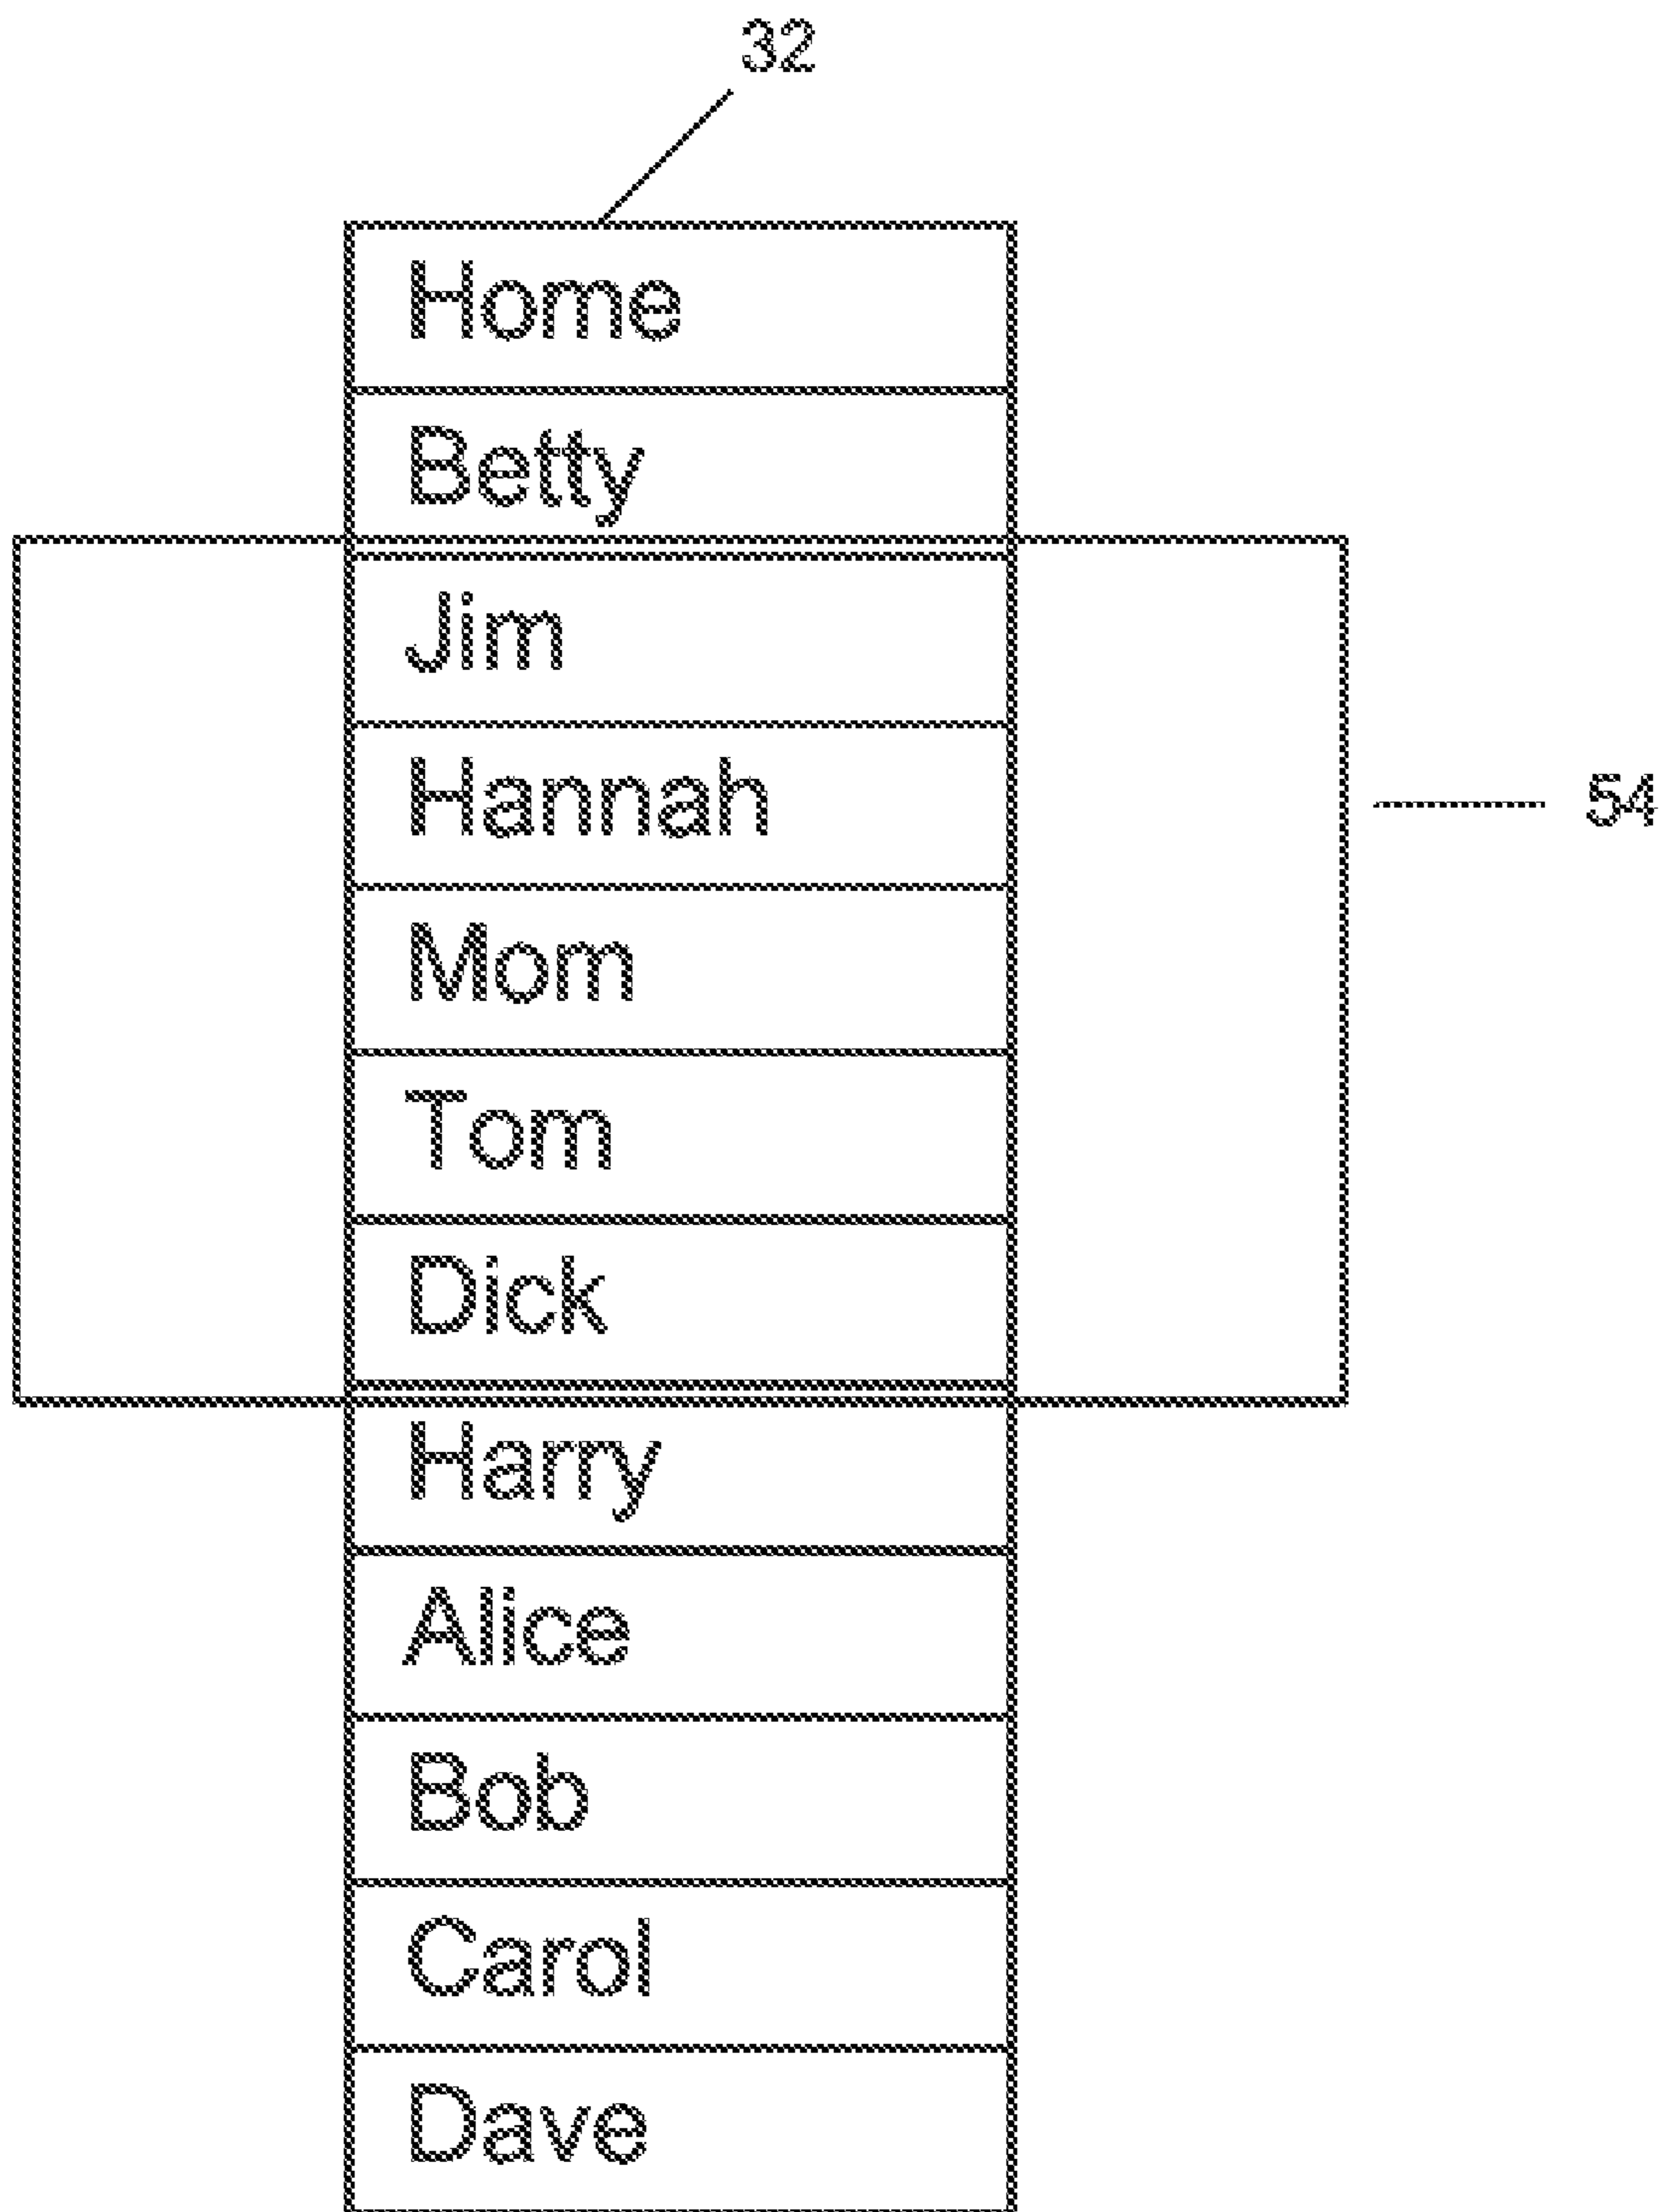 32
Home
Betty
Jim
Hannah
54
Mom
Tom
Dick
Harry
Alice
Bob
Carol
Dave